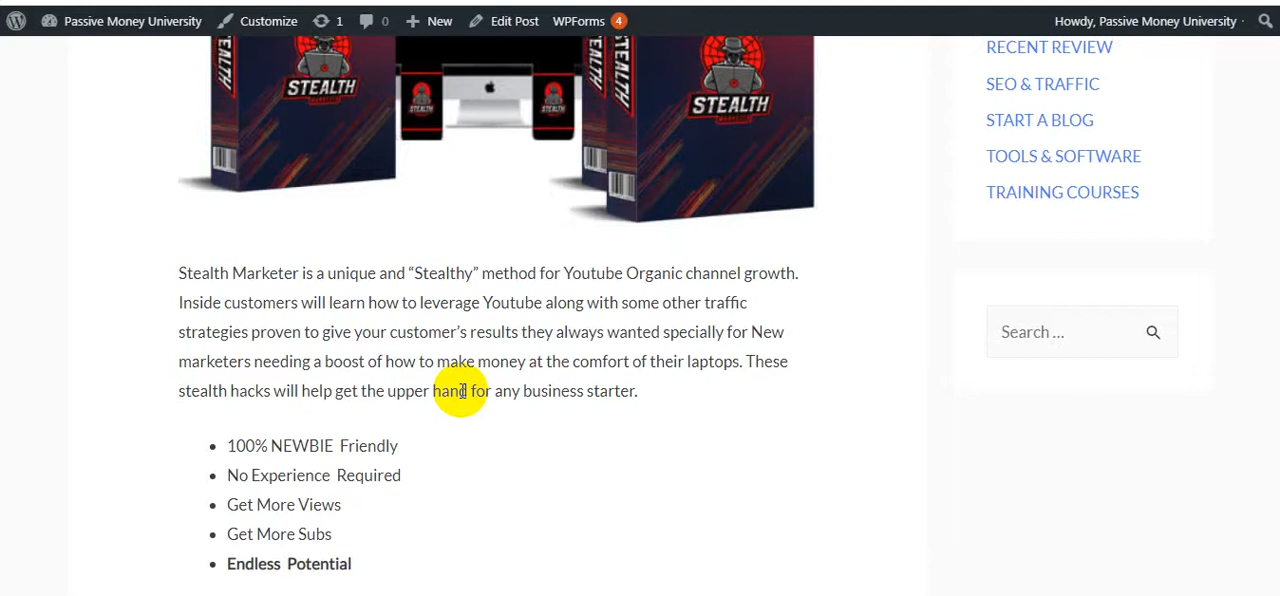 Passive Money University Customize 1 0 New Edit Post WPForms 4 Howdy, Passive Money University
STEALTH STEALTH STEALTH STEALTH
RECENT REVIEW
SEO & TRAFFIC
START A BLOG
TOOLS & SOFTWARE
TRAINING COURSES
Search …
Stealth Marketer is a unique and “Stealthy” method for Youtube Organic channel growth.
Inside customers will learn how to leverage Youtube along with some other traffic
strategies proven to give your customer’s results they always wanted specially for New
marketers needing a boost of how to make money at the comfort of their laptops. These
stealth hacks will help get the upper hand for any business starter.
100% NEWBIE Friendly
No Experience Required
Get More Views
Get More Subs
Endless Potential